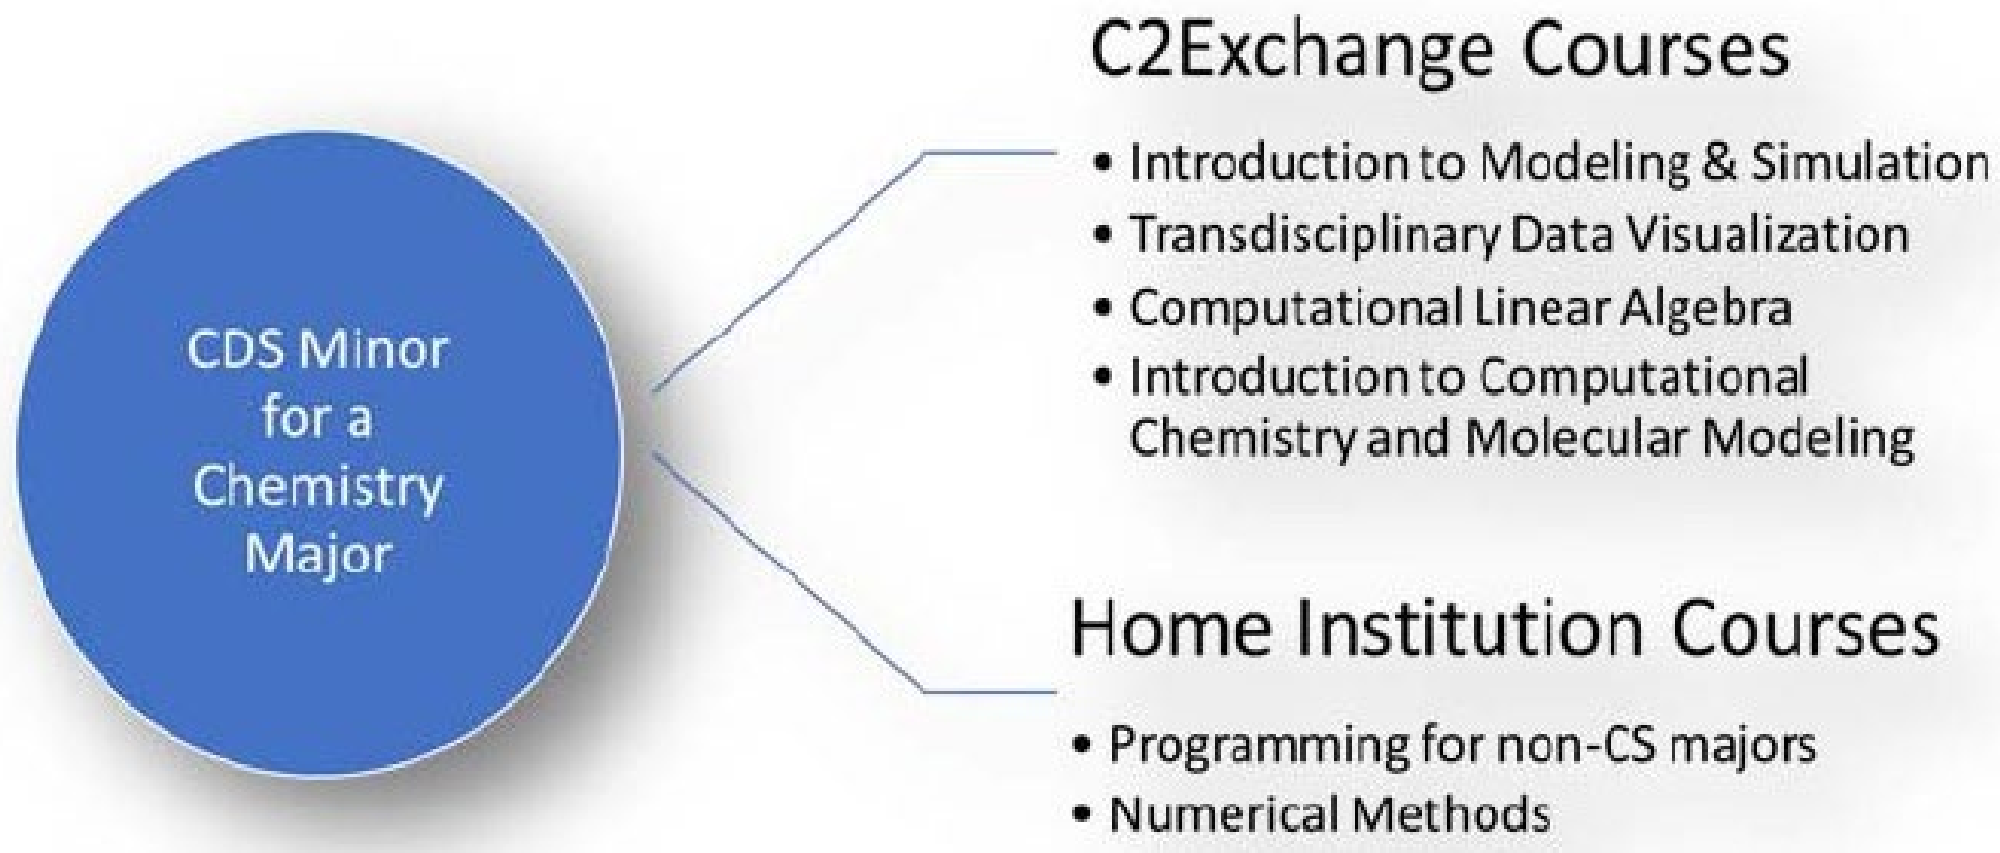 CDS Minor
for a
Chemistry
Major
C2Exchange Courses
• Introduction to Modeling & Simulation
• Transdisciplinary Data Visualization
• Computational Linear Algebra
• Introduction to Computational
Chemistry and Molecular Modeling
Home Institution Courses
• Programming for non-CS majors
• Numerical Methods